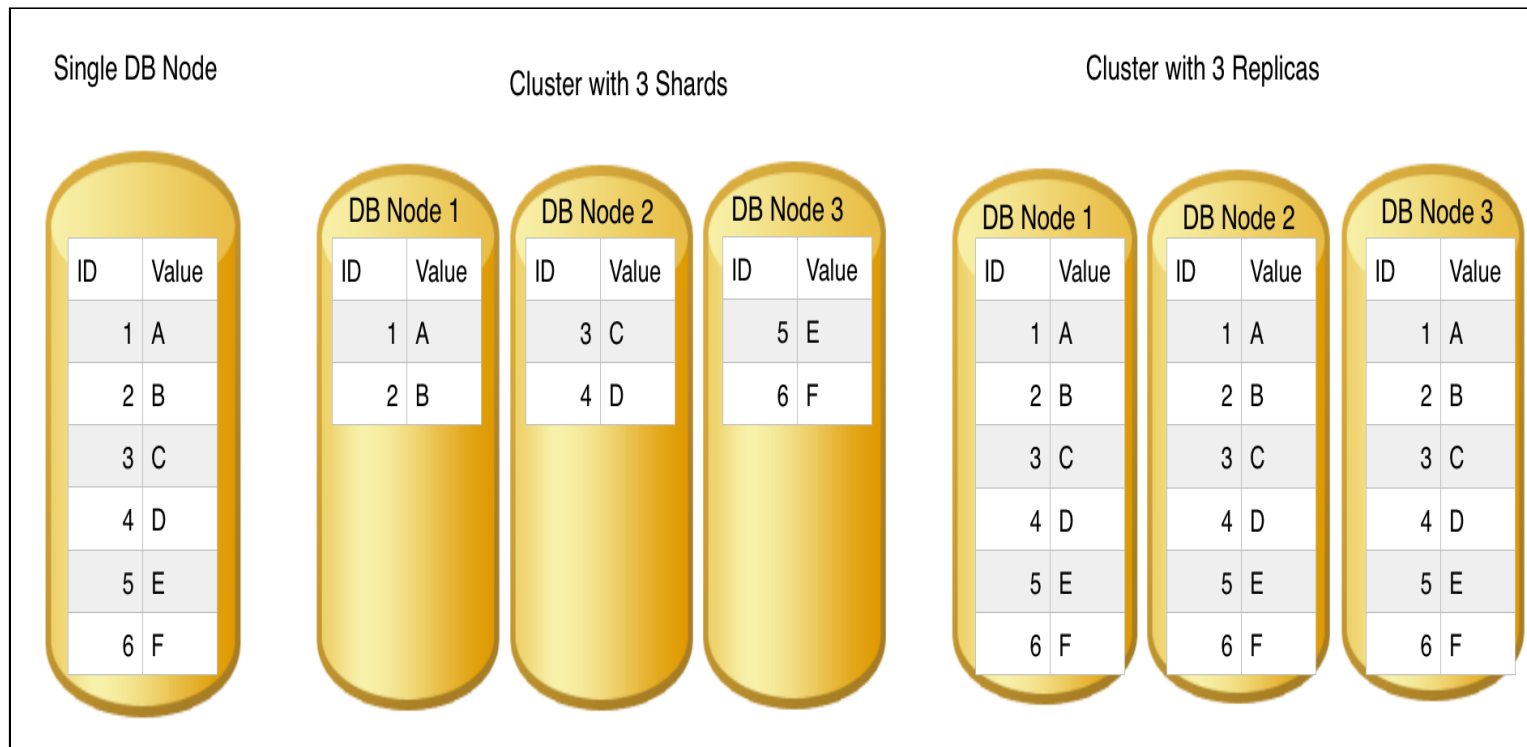 Single DB Node
ID Value
1 A
2 B
3 C
4 D
5 E
6 F
Cluster with 3 Shards
DB Node 1
ID Value
1 A
2 B
DB Node 2
ID Value
3 C
4 D
DB Node 3
ID Value
5 E
6 F
Cluster with 3 Replicas
DB Node 1
ID Value
1 A
2 B
3 C
4 D
5 E
6 F
DB Node 2
ID Value
1 A
2 B
3 C
4 D
5 E
6 F
DB Node 3
ID Value
1 A
2 B
3 C
4 D
5 E
6 F